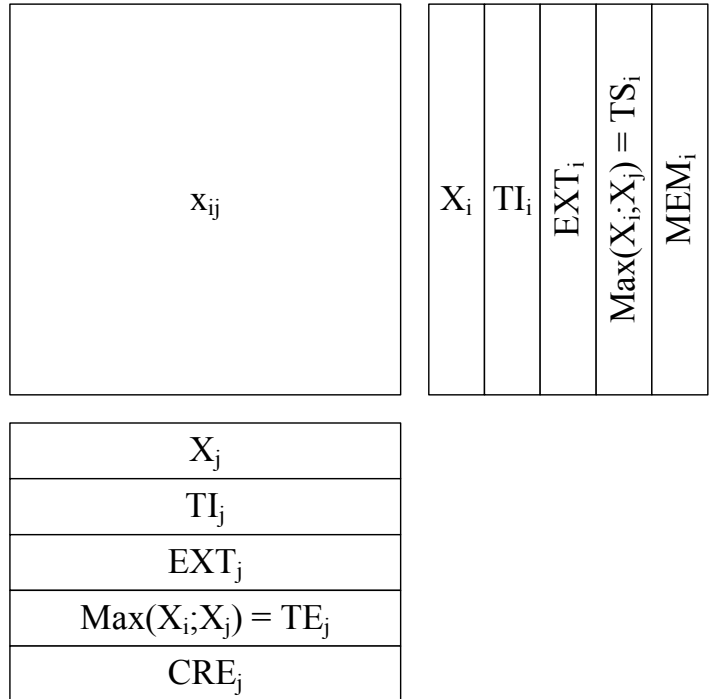 x_ij
X_i
TI_i
EXT_i
Max(X_i;X_j) = TS_i
MEM_i
X_j
TI_j
EXT_j
Max(X_i;X_j) = TE_j
CRE_j